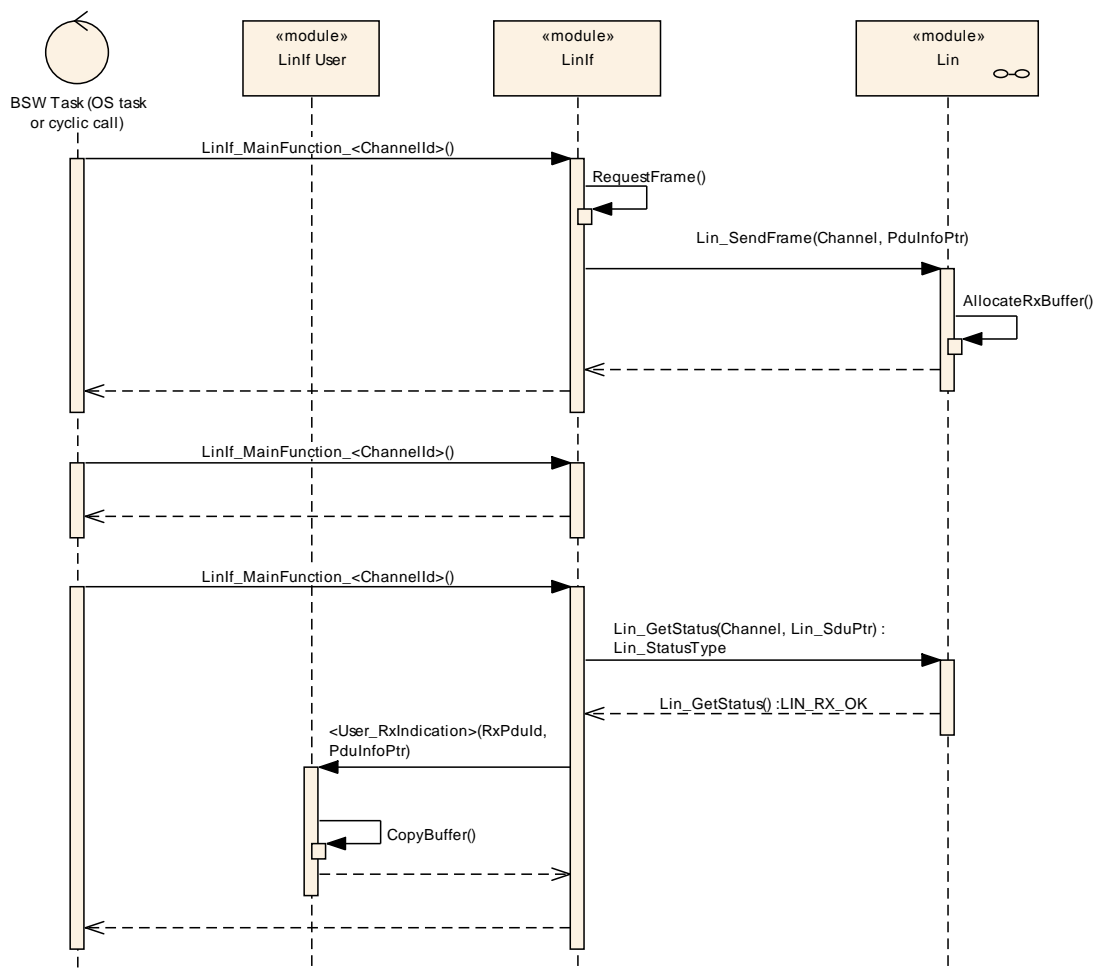 «module»
LinIf User
«module»
LinIf
«module»
Lin
BSW Task (OS task
or cyclic call)
LinIf_MainFunction_<ChannelId>()
RequestFrame()
Lin_SendFrame(Channel, PduInfoPtr)
AllocateRxBuffer()
LinIf_MainFunction_<ChannelId>()
LinIf_MainFunction_<ChannelId>()
Lin_GetStatus(Channel, Lin_SduPtr) :
Lin_StatusType
Lin_GetStatus() :LIN_RX_OK
<User_RxIndication>(RxPduId,
PduInfoPtr)
CopyBuffer()